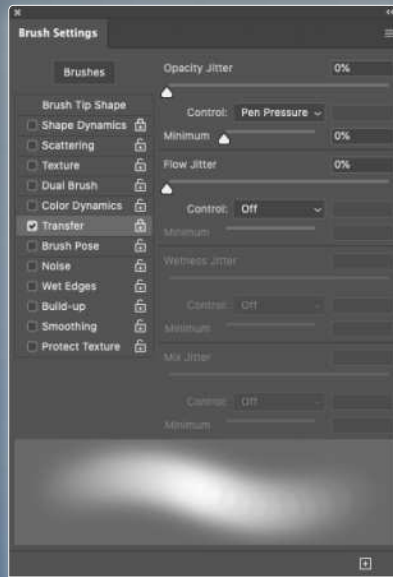 Brush Settings
Brushes
Brush Tip Shape
Shape Dynamics
Scattering
Texture
Dual Brush
Color Dynamics
Transfer
Brush Pose
Noise
Wet Edges
Build-up
Smoothing
Protect Texture
Opacity Jitter 0%
Control: Pen Pressure
Minimum 0%
Flow Jitter 0%
Control: Off
Minimum
Wetness Jitter
Control: Off
Minimum
Mix Jitter
Control: Off
Minimum